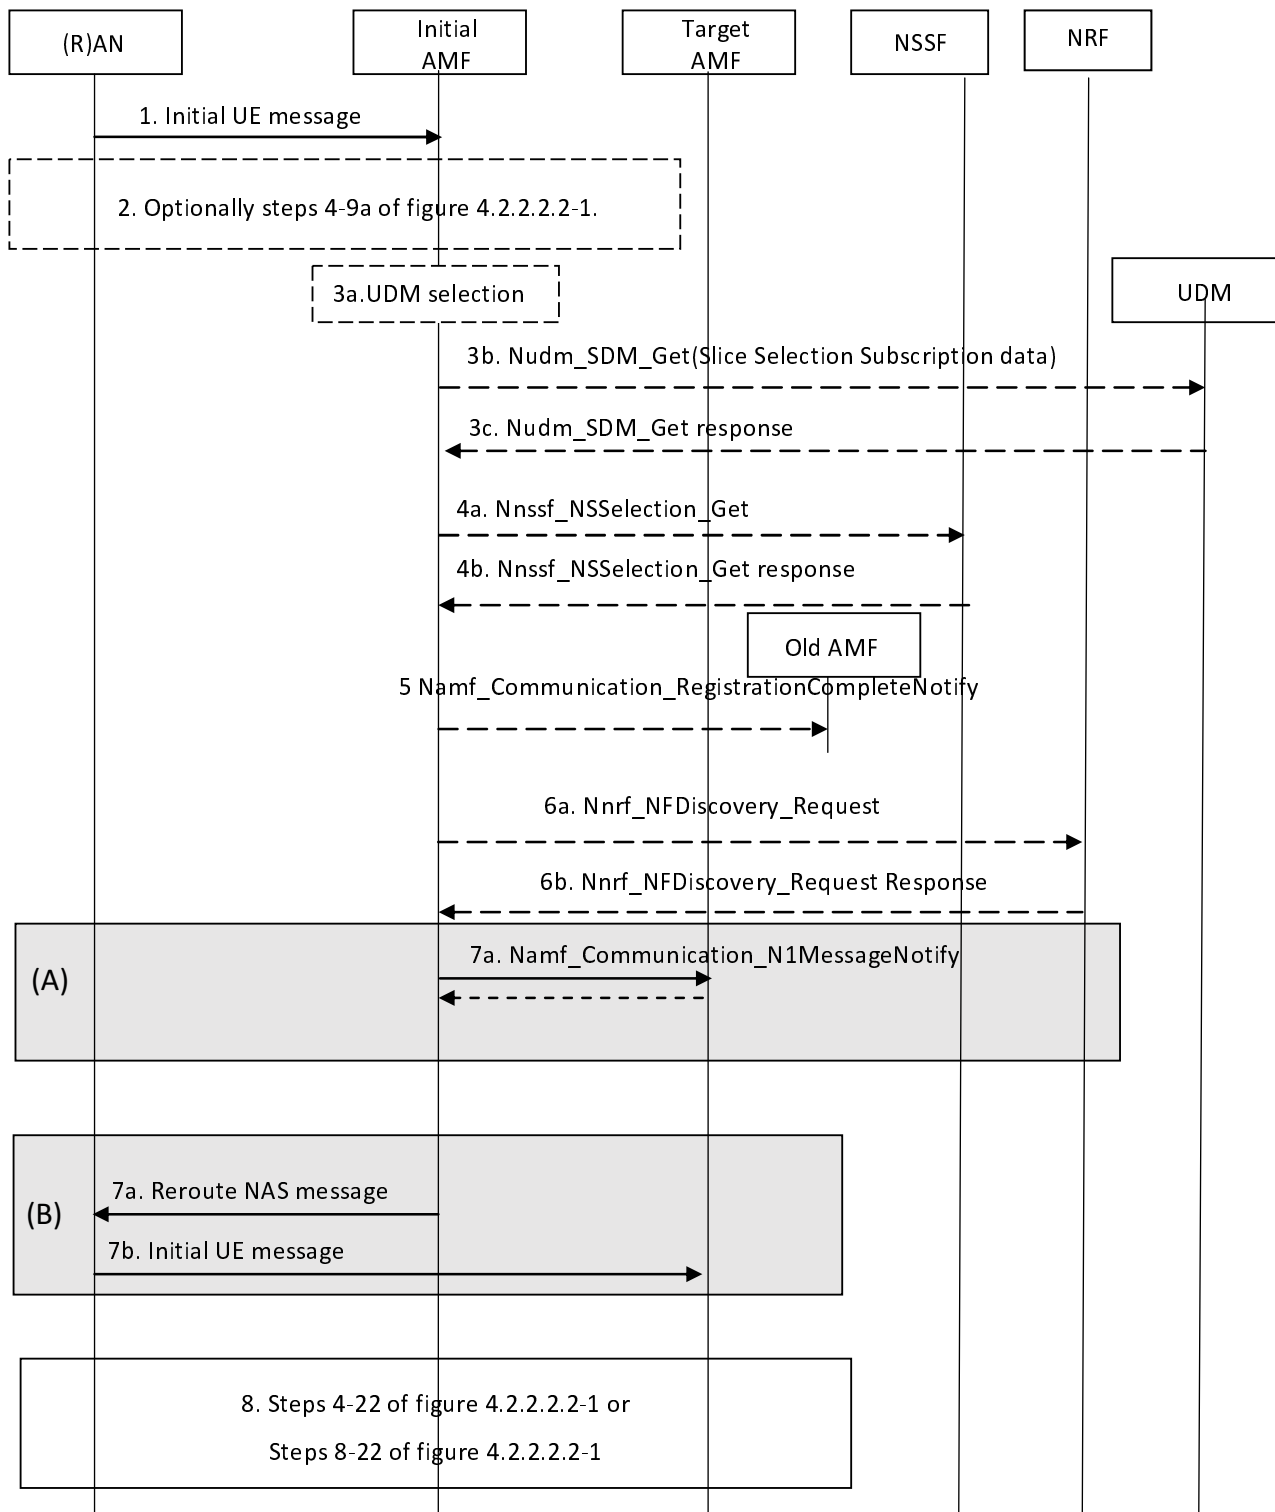 (R)AN
Initial
AMF
Target
AMF
NSSF
NRF
1. Initial UE message
2. Optionally steps 4-9a of figure 4.2.2.2.2-1.
3a.UDM selection
UDM
3b. Nudm_SDM_Get(Slice Selection Subscription data)
3c. Nudm_SDM_Get response
4a. Nnssf_NSSelection_Get
4b. Nnssf_NSSelection_Get response
Old AMF
5 Namf_Communication_RegistrationCompleteNotify
6a. Nnrf_NFDiscovery_Request
6b. Nnrf_NFDiscovery_Request Response
(A)
7a. Namf_Communication_N1MessageNotify
(B)
7a. Reroute NAS message
7b. Initial UE message
8. Steps 4-22 of figure 4.2.2.2.2-1 or
Steps 8-22 of figure 4.2.2.2.2-1